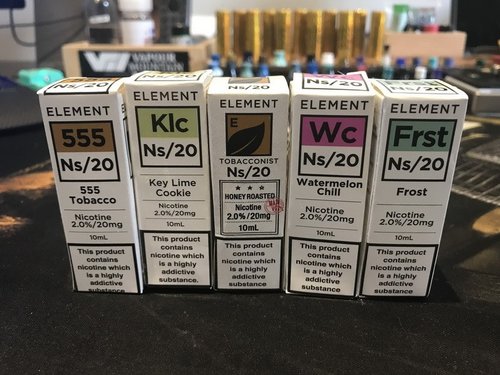 ELEMENT
555
Ns/20
555
Tobacco
Nicotine
2.0%/20mg
10mL
This product
contains
nicotine which
is a highly
addictive
substance.
ELEMENT
Klc
Ns/20
Key Lime
Cookie
Nicotine
2.0%/20mg
10mL
This product
contains
nicotine which
is a highly
addictive
substance.
ELEMENT
E
Ns/20
TOBACCONIST
HONEY ROASTED
Nicotine
2.0%/20mg
10mL
This product
contains
nicotine which
is a highly
addictive
substance.
ELEMENT
Wc
Ns/20
Watermelon
Chill
Nicotine
2.0%/20mg
10mL
This product
contains
nicotine which
is a highly
addictive
substance.
ELEMENT
Frst
Ns/20
Frost
Nicotine
2.0%/20mg
10mL
This product
contains
nicotine which
is a highly
addictive
substance.